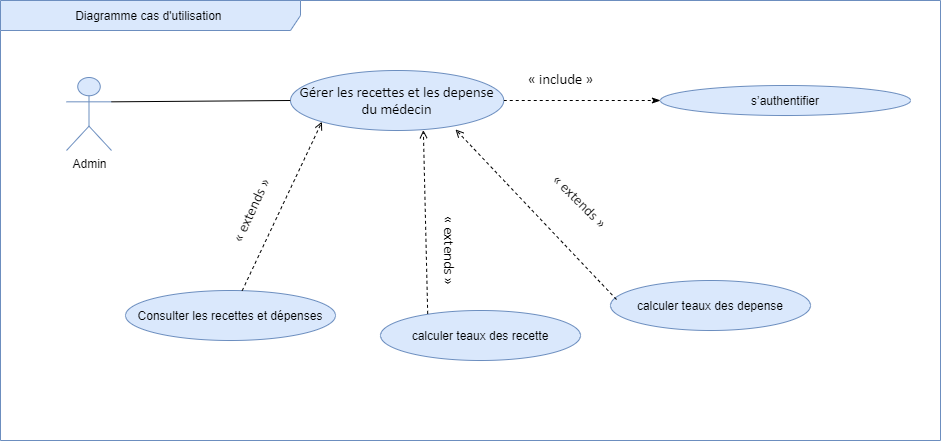 Diagramme cas d'utilisation
« include »
Gérer les recettes et les depense
du médecin
s'authentifier
Admin
« extends »
« extends »
« extends »
calculer teaux des depense
Consulter les recettes et dépenses
calculer teaux des recette